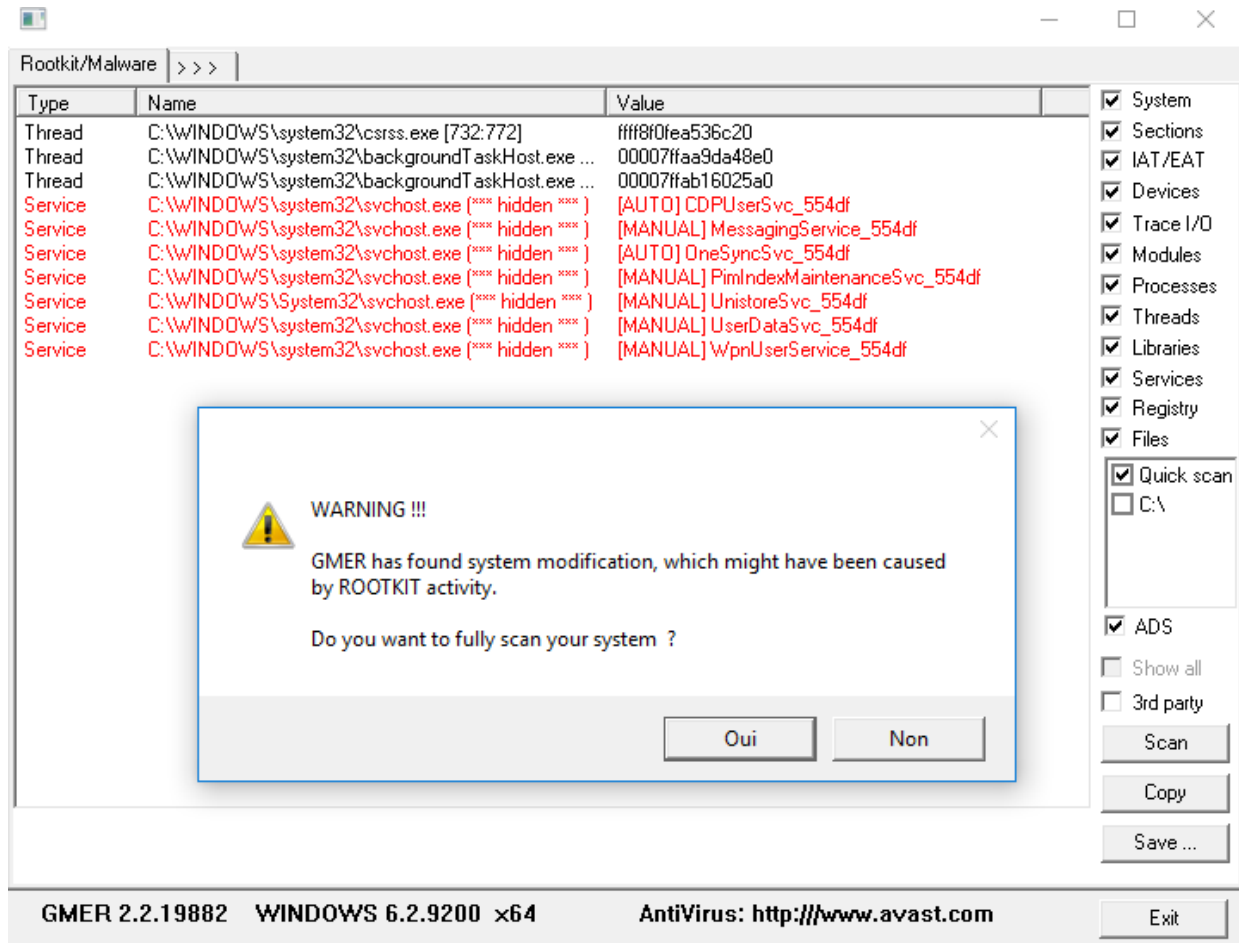 Rootkit/Malware > > >
Type Name Value
Thread C:\WINDOWS\system32\csrss.exe [732:772] ffff8f0fea536c20
Thread C:\WINDOWS\system32\backgroundTaskHost.exe ... 00007ffaa9da48e0
Thread C:\WINDOWS\system32\backgroundTaskHost.exe ... 00007ffab16025a0
Service C:\WINDOWS\system32\svchost.exe (*** hidden *** ) [AUTO] CDPUserSvc_554df
Service C:\WINDOWS\system32\svchost.exe (*** hidden *** ) [MANUAL] MessagingService_554df
Service C:\WINDOWS\system32\svchost.exe (*** hidden *** ) [AUTO] OneSyncSvc_554df
Service C:\WINDOWS\system32\svchost.exe (*** hidden *** ) [MANUAL] PimIndexMaintenanceSvc_554df
Service C:\WINDOWS\System32\svchost.exe (*** hidden *** ) [MANUAL] UnistoreSvc_554df
Service C:\WINDOWS\system32\svchost.exe (*** hidden *** ) [MANUAL] UserDataSvc_554df
Service C:\WINDOWS\system32\svchost.exe (*** hidden *** ) [MANUAL] WpnUserService_554df
WARNING !!!
GMER has found system modification, which might have been caused
by ROOTKIT activity.
Do you want to fully scan your system ?
Oui Non
System
Sections
IAT/EAT
Devices
Trace I/O
Modules
Processes
Threads
Libraries
Services
Registry
Files
Quick scan
C:\
ADS
Show all
3rd party
Scan
Copy
Save ...
GMER 2.2.19882 WINDOWS 6.2.9200 x64 AntiVirus: http:///www.avast.com Exit